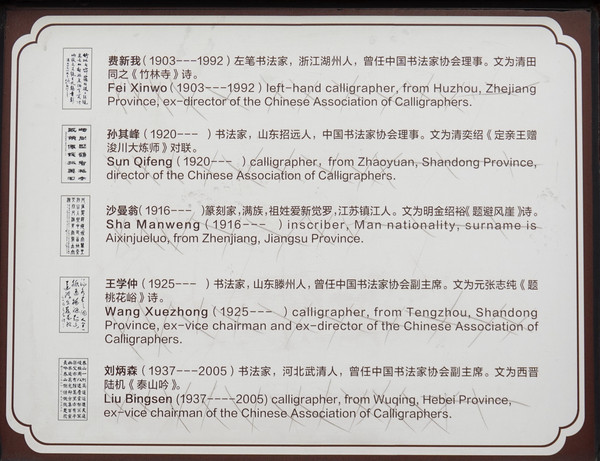 费新我（1903---1992）左笔书法家，浙江湖州人，曾任中国书法家协会理事。文为清田
同之《竹林寺》诗。
Fei Xinwo（1903---1992）left-hand calligrapher, from Huzhou, Zhejiang
Province, ex-director of the Chinese Association of Calligraphers.
孙其峰（1920--- ）书法家，山东招远人，中国书法家协会理事。文为清奕绍《定亲王赠
浚川大炼师》对联。
Sun Qifeng（1920--- ）calligrapher, from Zhaoyuan, Shandong Province,
director of the Chinese Association of Calligraphers.
沙曼翁（1916--- ）篆刻家，满族，祖姓爱新觉罗，江苏镇江人。文为明金绍裕《题避风崖》诗。
Sha Manweng（1916--- ）inscriber, Man nationality, surname is
Aixinjueluo, from Zhenjiang, Jiangsu Province.
王学仲（1925--- ）书法家，山东滕州人，曾任中国书法家协会副主席。文为元张志纯《题
桃花峪》诗。
Wang Xuezhong（1925--- ）calligrapher, from Tengzhou, Shandong
Province, ex-vice chairman and ex-director of the Chinese Association of
Calligraphers.
刘炳森（1937-2005）书法家，河北武清人，曾任中国书法家协会副主席。文为西晋
陆机《泰山吟》。
Liu Bingsen（1937----2005) calligrapher, from Wuqing, Hebei Province,
ex-vice chairman of the Chinese Association of Calligraphers.